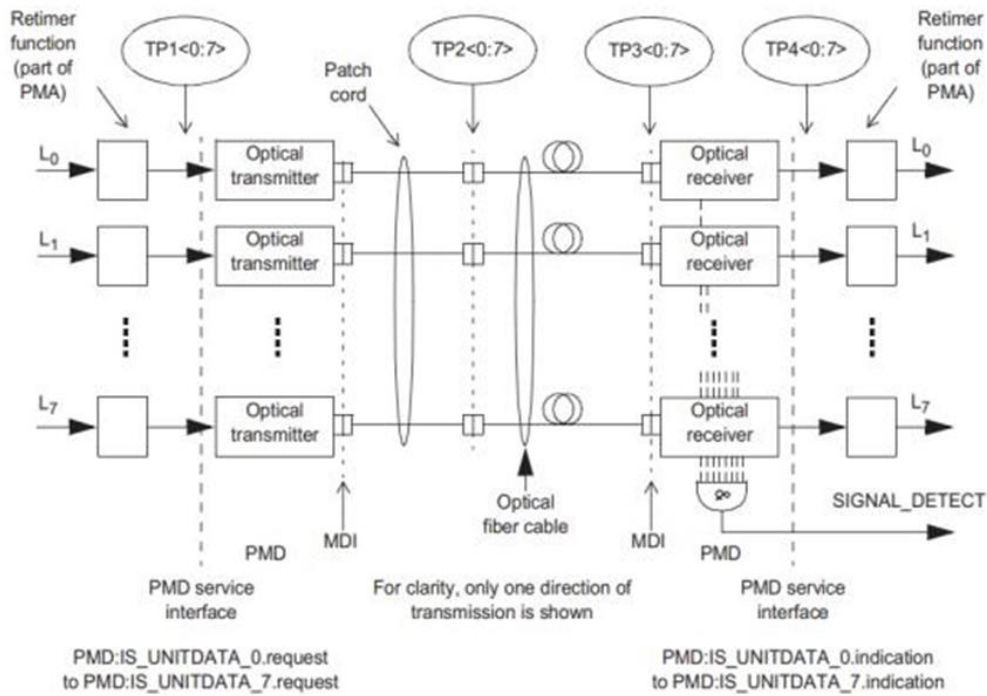 Retimer
function
(part of
PMA)
TP1<0:7>
Patch
cord
TP2<0:7>
TP3<0:7>
TP4<0:7>
Retimer
function
(part of
PMA)
L0
Optical
transmitter
Optical
receiver
L0
L1
Optical
transmitter
Optical
receiver
L1
L7
Optical
transmitter
Optical
receiver
L7
&
SIGNAL_DETECT
Optical
fiber cable
PMD
MDI
MDI
PMD
PMD service
interface
For clarity, only one direction of
transmission is shown
PMD service
interface
PMD:IS_UNITDATA_0.request
to PMD:IS_UNITDATA_7.request
PMD:IS_UNITDATA_0.indication
to PMD:IS_UNITDATA_7.indication